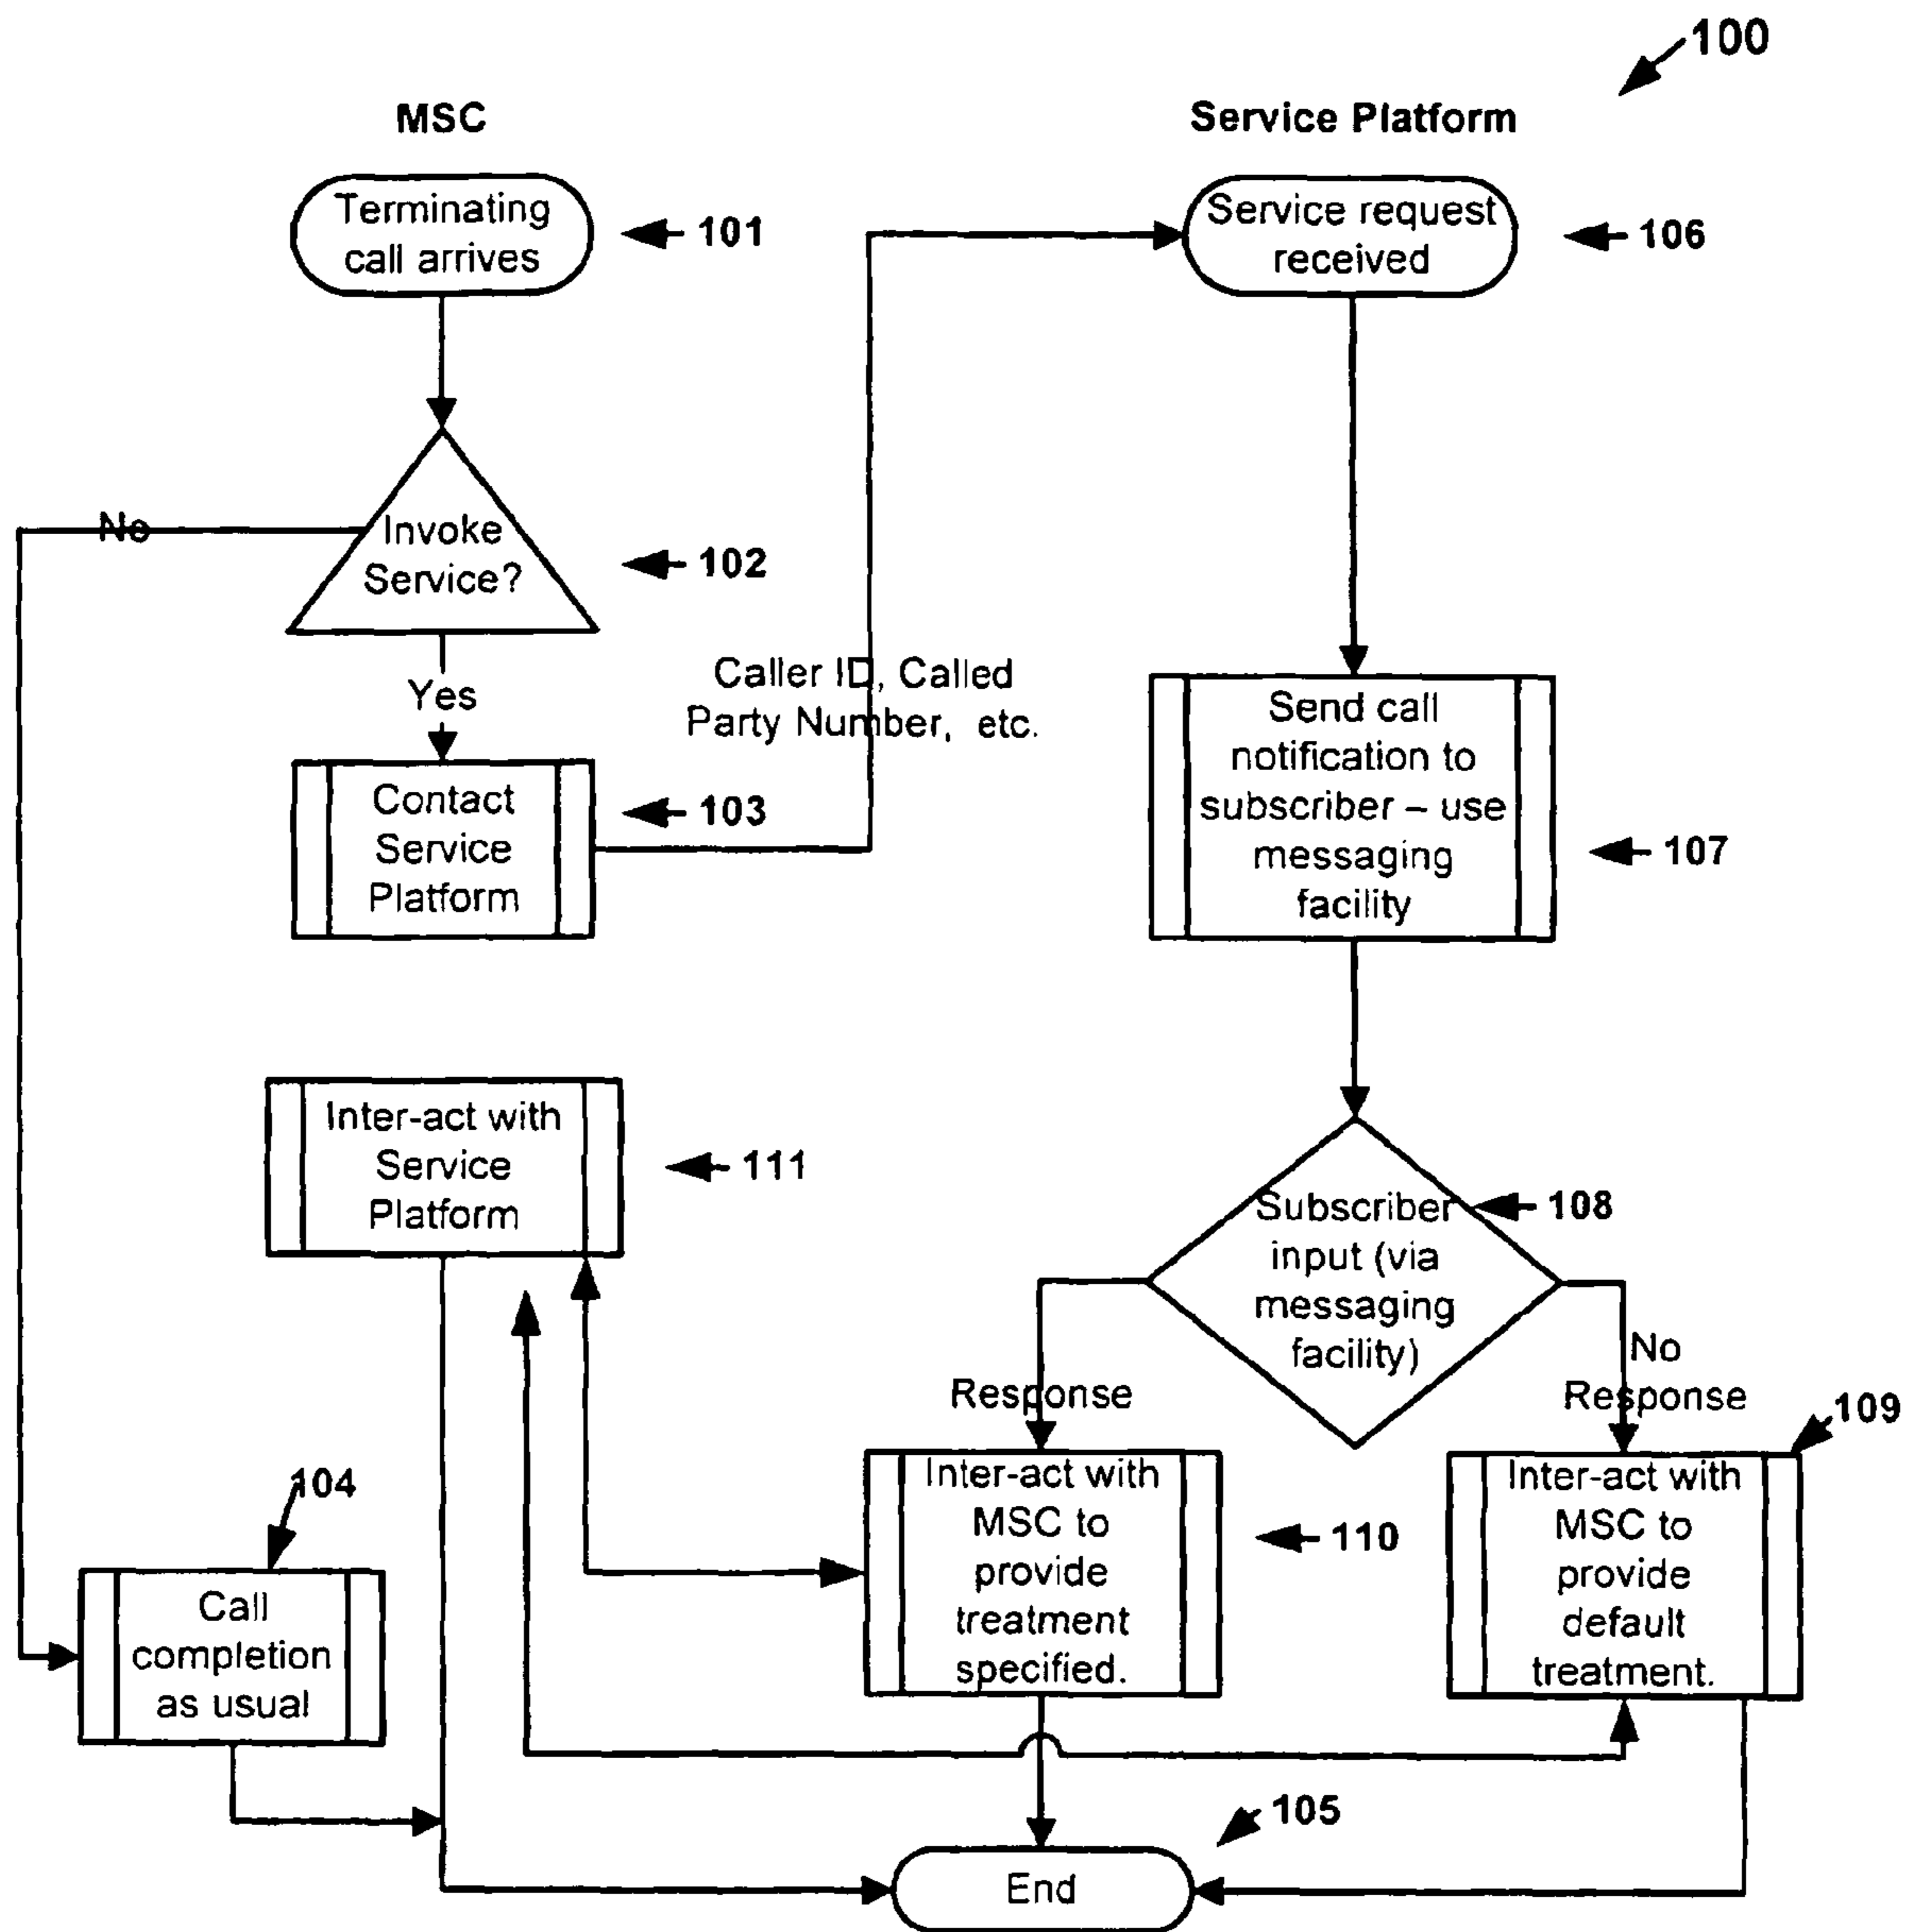 100
MSC
Service Platform
Terminating
call arrives
101
Service request
received
106
No
Invoke
Service?
102
Yes
Caller ID, Called
Party Number, etc.
Contact
Service
Platform
103
Send call
notification to
subscriber – use
messaging
facility
107
Inter-act with
Service
Platform
111
Subscriber
input (via
messaging
facility)
108
Response
No
Response
109
104
Call
completion
as usual
Inter-act with
MSC to
provide
treatment
specified.
110
Inter-act with
MSC to
provide
default
treatment.
105
End